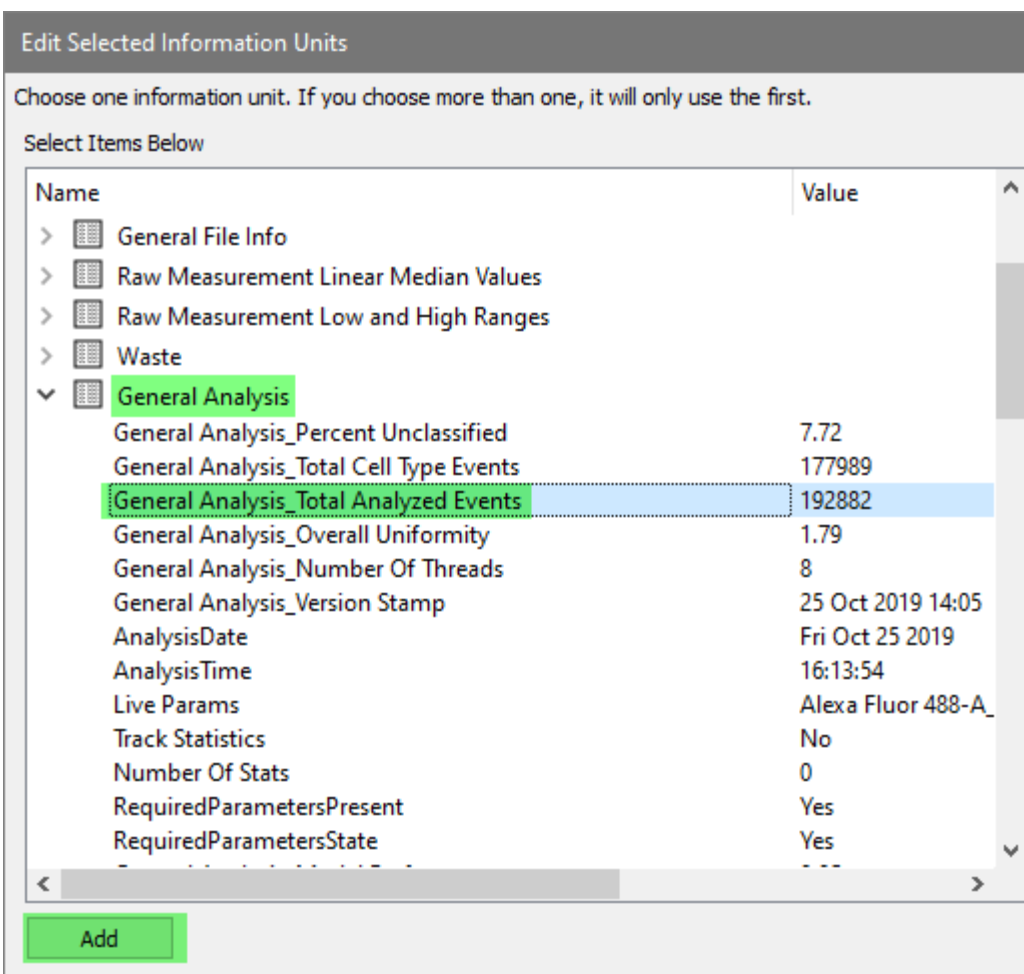 Edit Selected Information Units
Choose one information unit. If you choose more than one, it will only use the first.
Select Items Below
Name Value
General File Info
Raw Measurement Linear Median Values
Raw Measurement Low and High Ranges
Waste
General Analysis
General Analysis_Percent Unclassified 7.72
General Analysis_Total Cell Type Events 177989
General Analysis_Total Analyzed Events 192882
General Analysis_Overall Uniformity 1.79
General Analysis_Number Of Threads 8
General Analysis_Version Stamp 25 Oct 2019 14:05
AnalysisDate Fri Oct 25 2019
AnalysisTime 16:13:54
Live Params Alexa Fluor 488-A_
Track Statistics No
Number Of Stats 0
RequiredParametersPresent Yes
RequiredParametersState Yes
Add